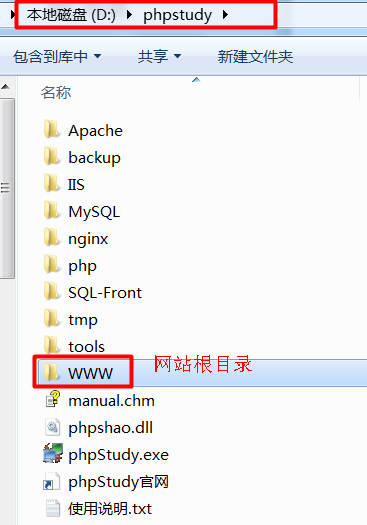 本地磁盘 (D:) phpstudy
包含到库中 共享 新建文件夹
名称
Apache
backup
IIS
MySQL
nginx
php
SQL-Front
tmp
tools
WWW 网站根目录
manual.chm
phpshao.dll
phpStudy.exe
phpStudy官网
使用说明.txt